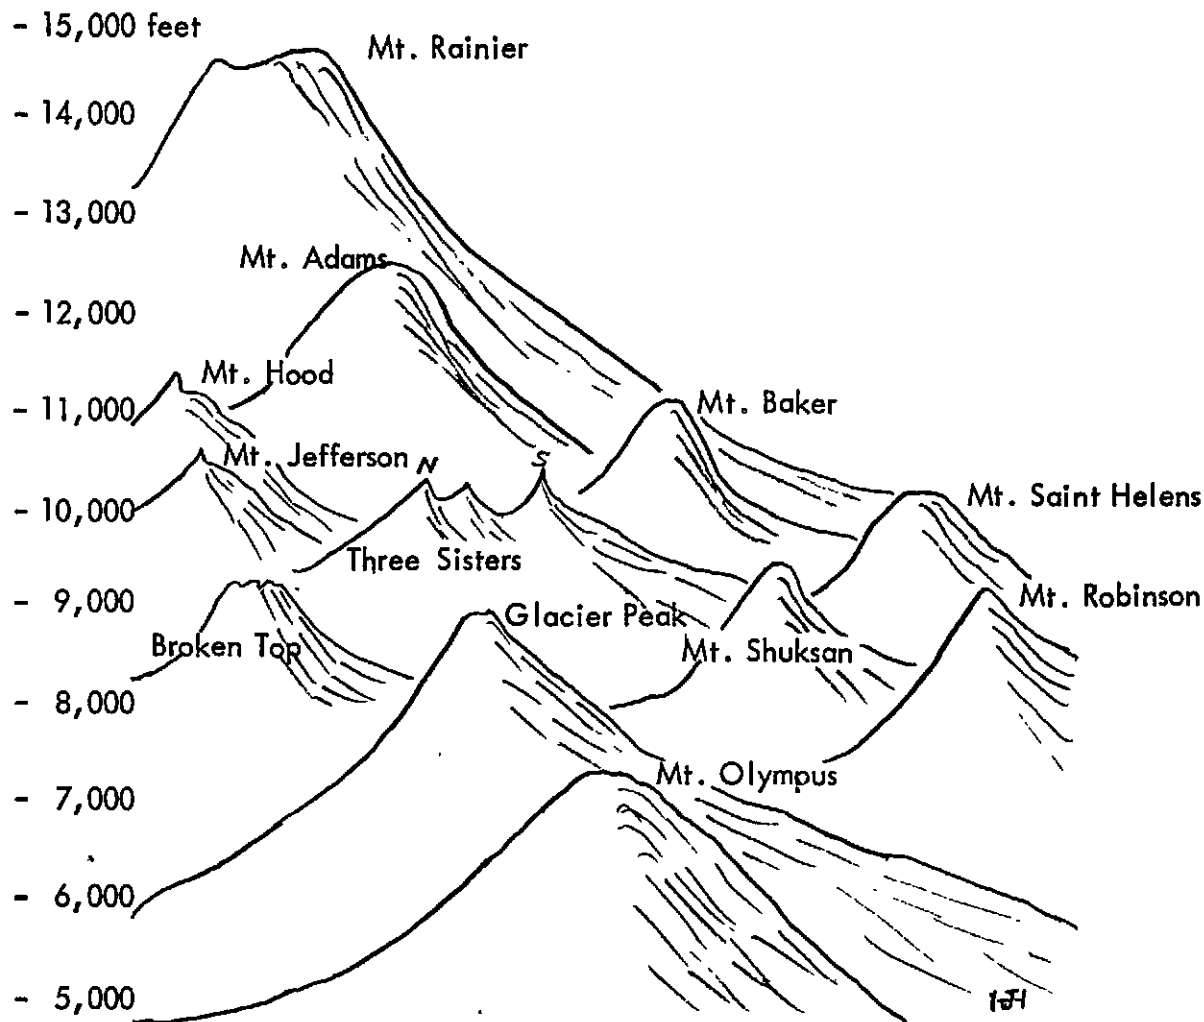 - 15,000 feet
Mt. Rainier
- 14,000
- 13,000
Mt. Adams
- 12,000
Mt. Hood
- 11,000
Mt. Baker
Mt. Jefferson N S
- 10,000
Mt. Saint Helens
Three Sisters
- 9,000
Glacier Peak
Mt. Robinson
Broken Top
Mt. Shuksan
- 8,000
Mt. Olympus
- 7,000
- 6,000
- 5,000